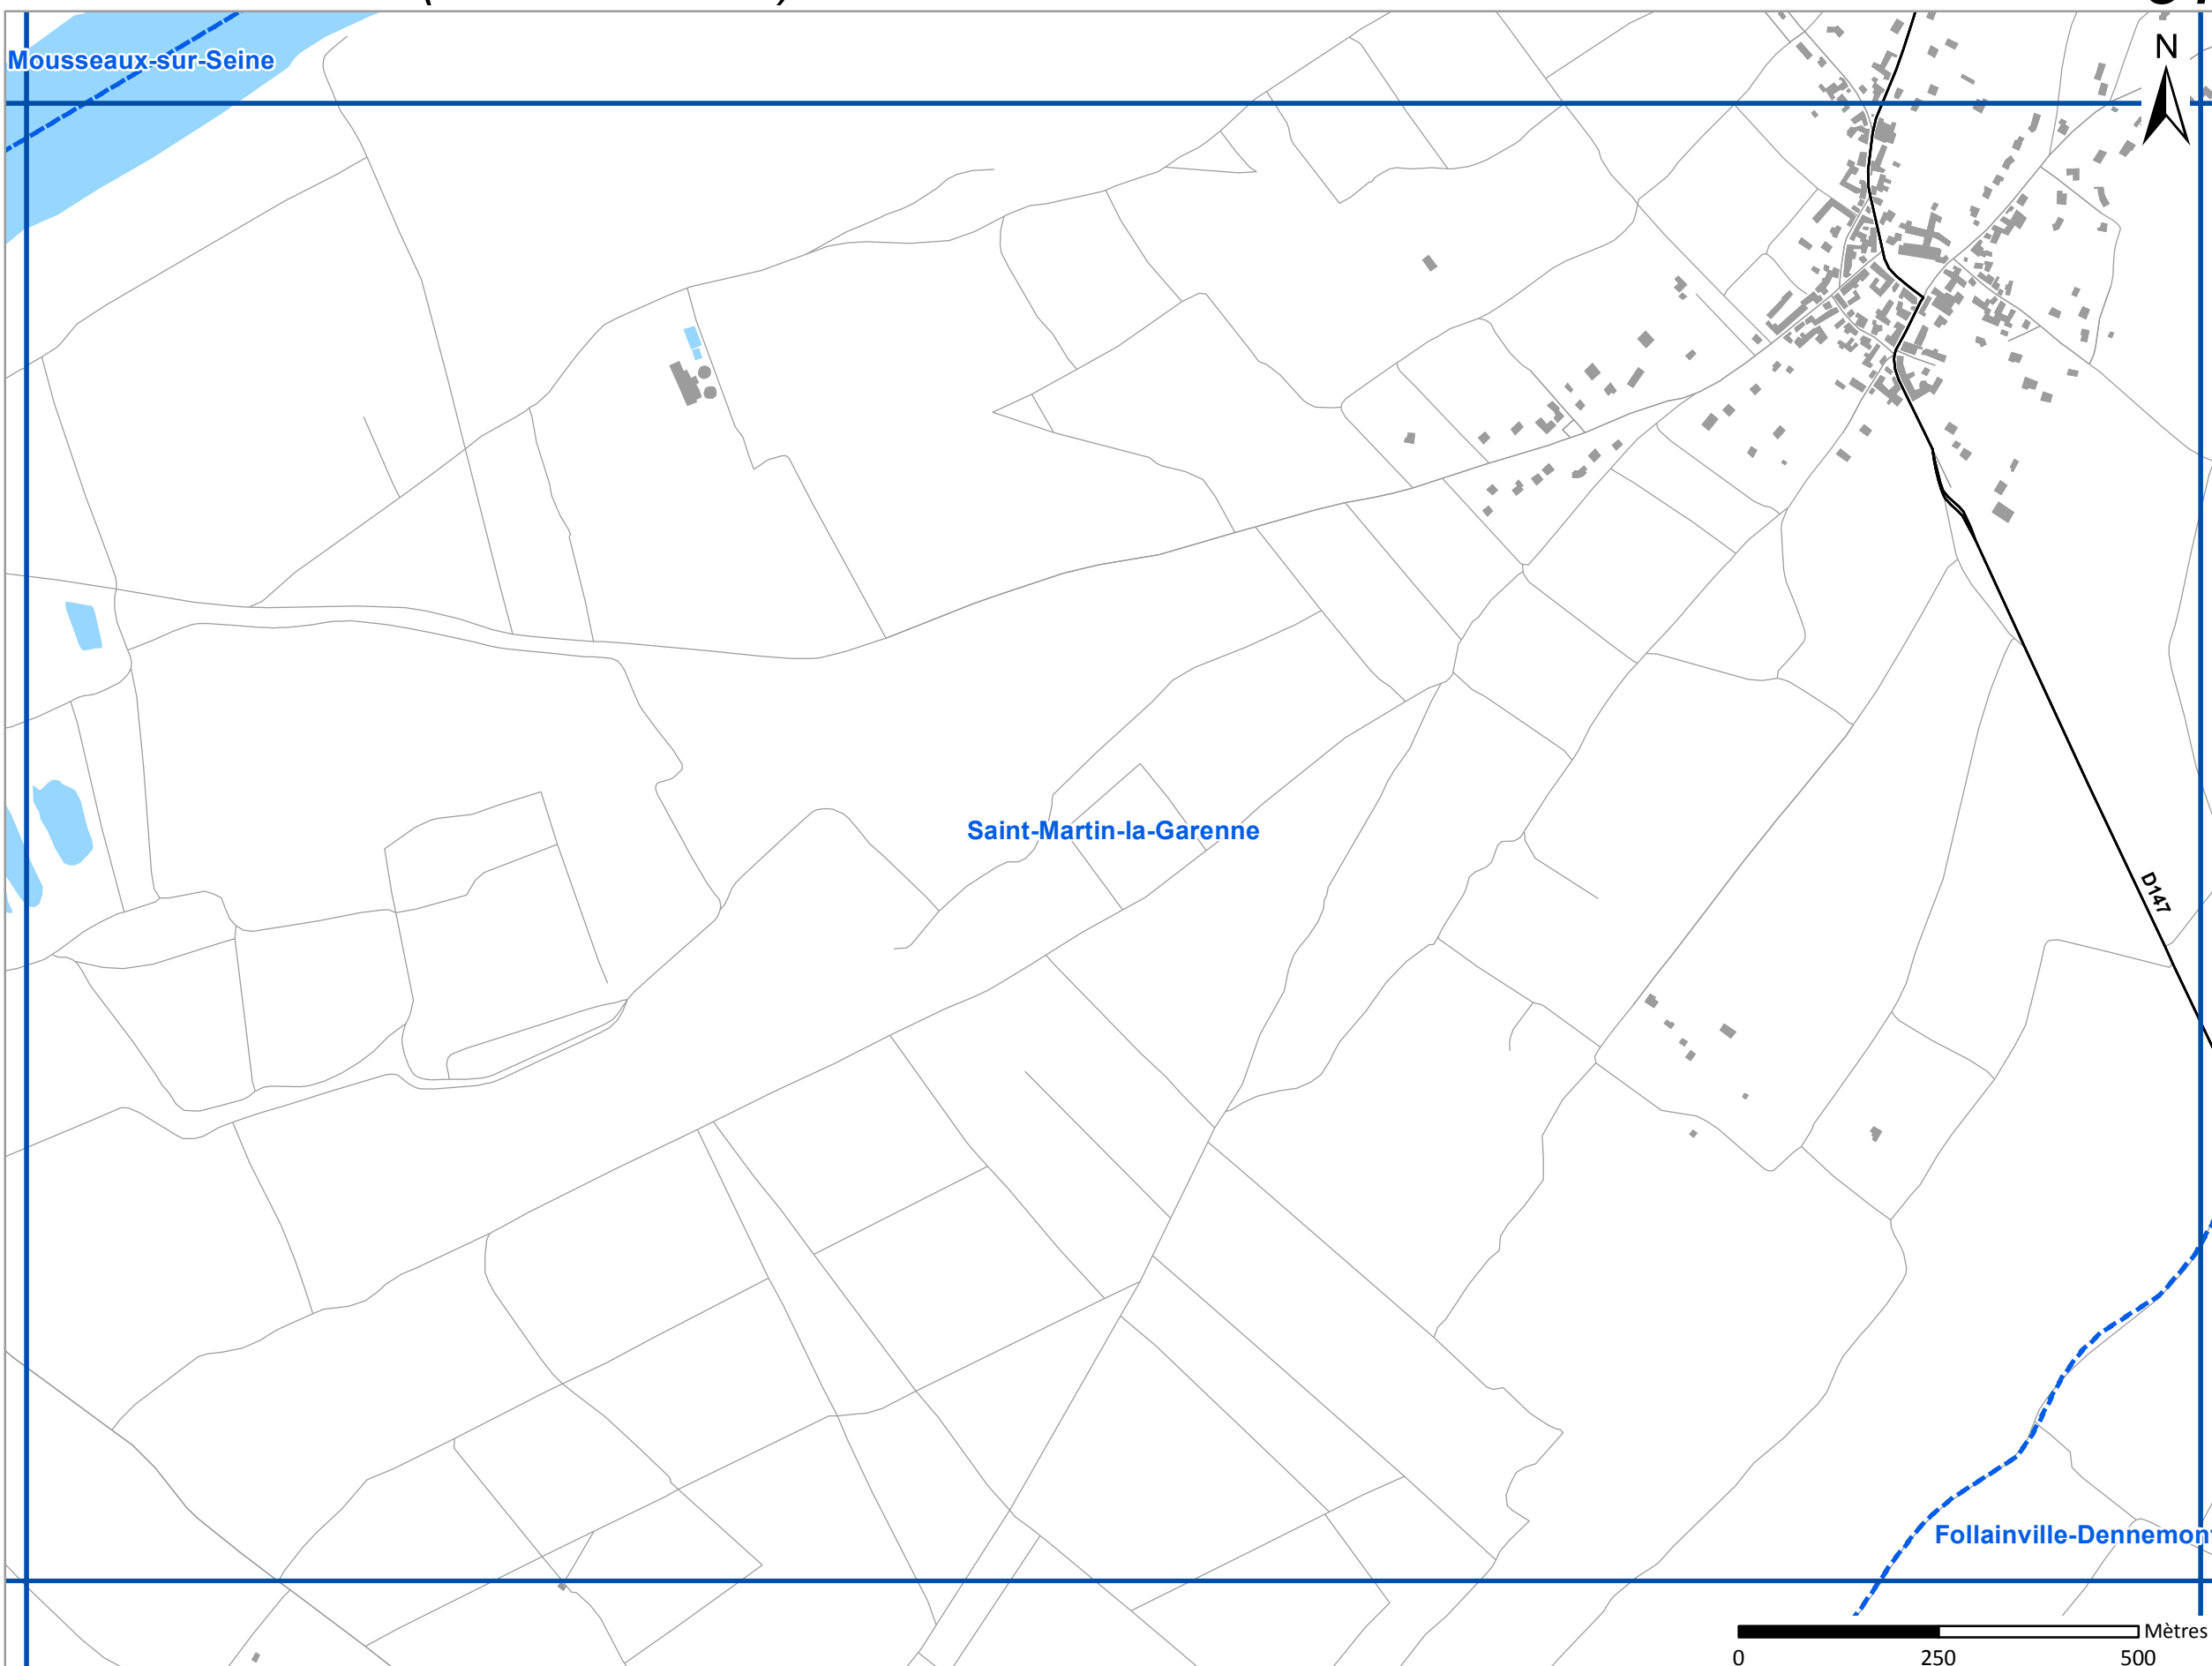 Mousseaux-sur-Seine
N
Saint-Martin-la-Garenne
D147
Follainville-Dennemont
Mètres
0 250 500